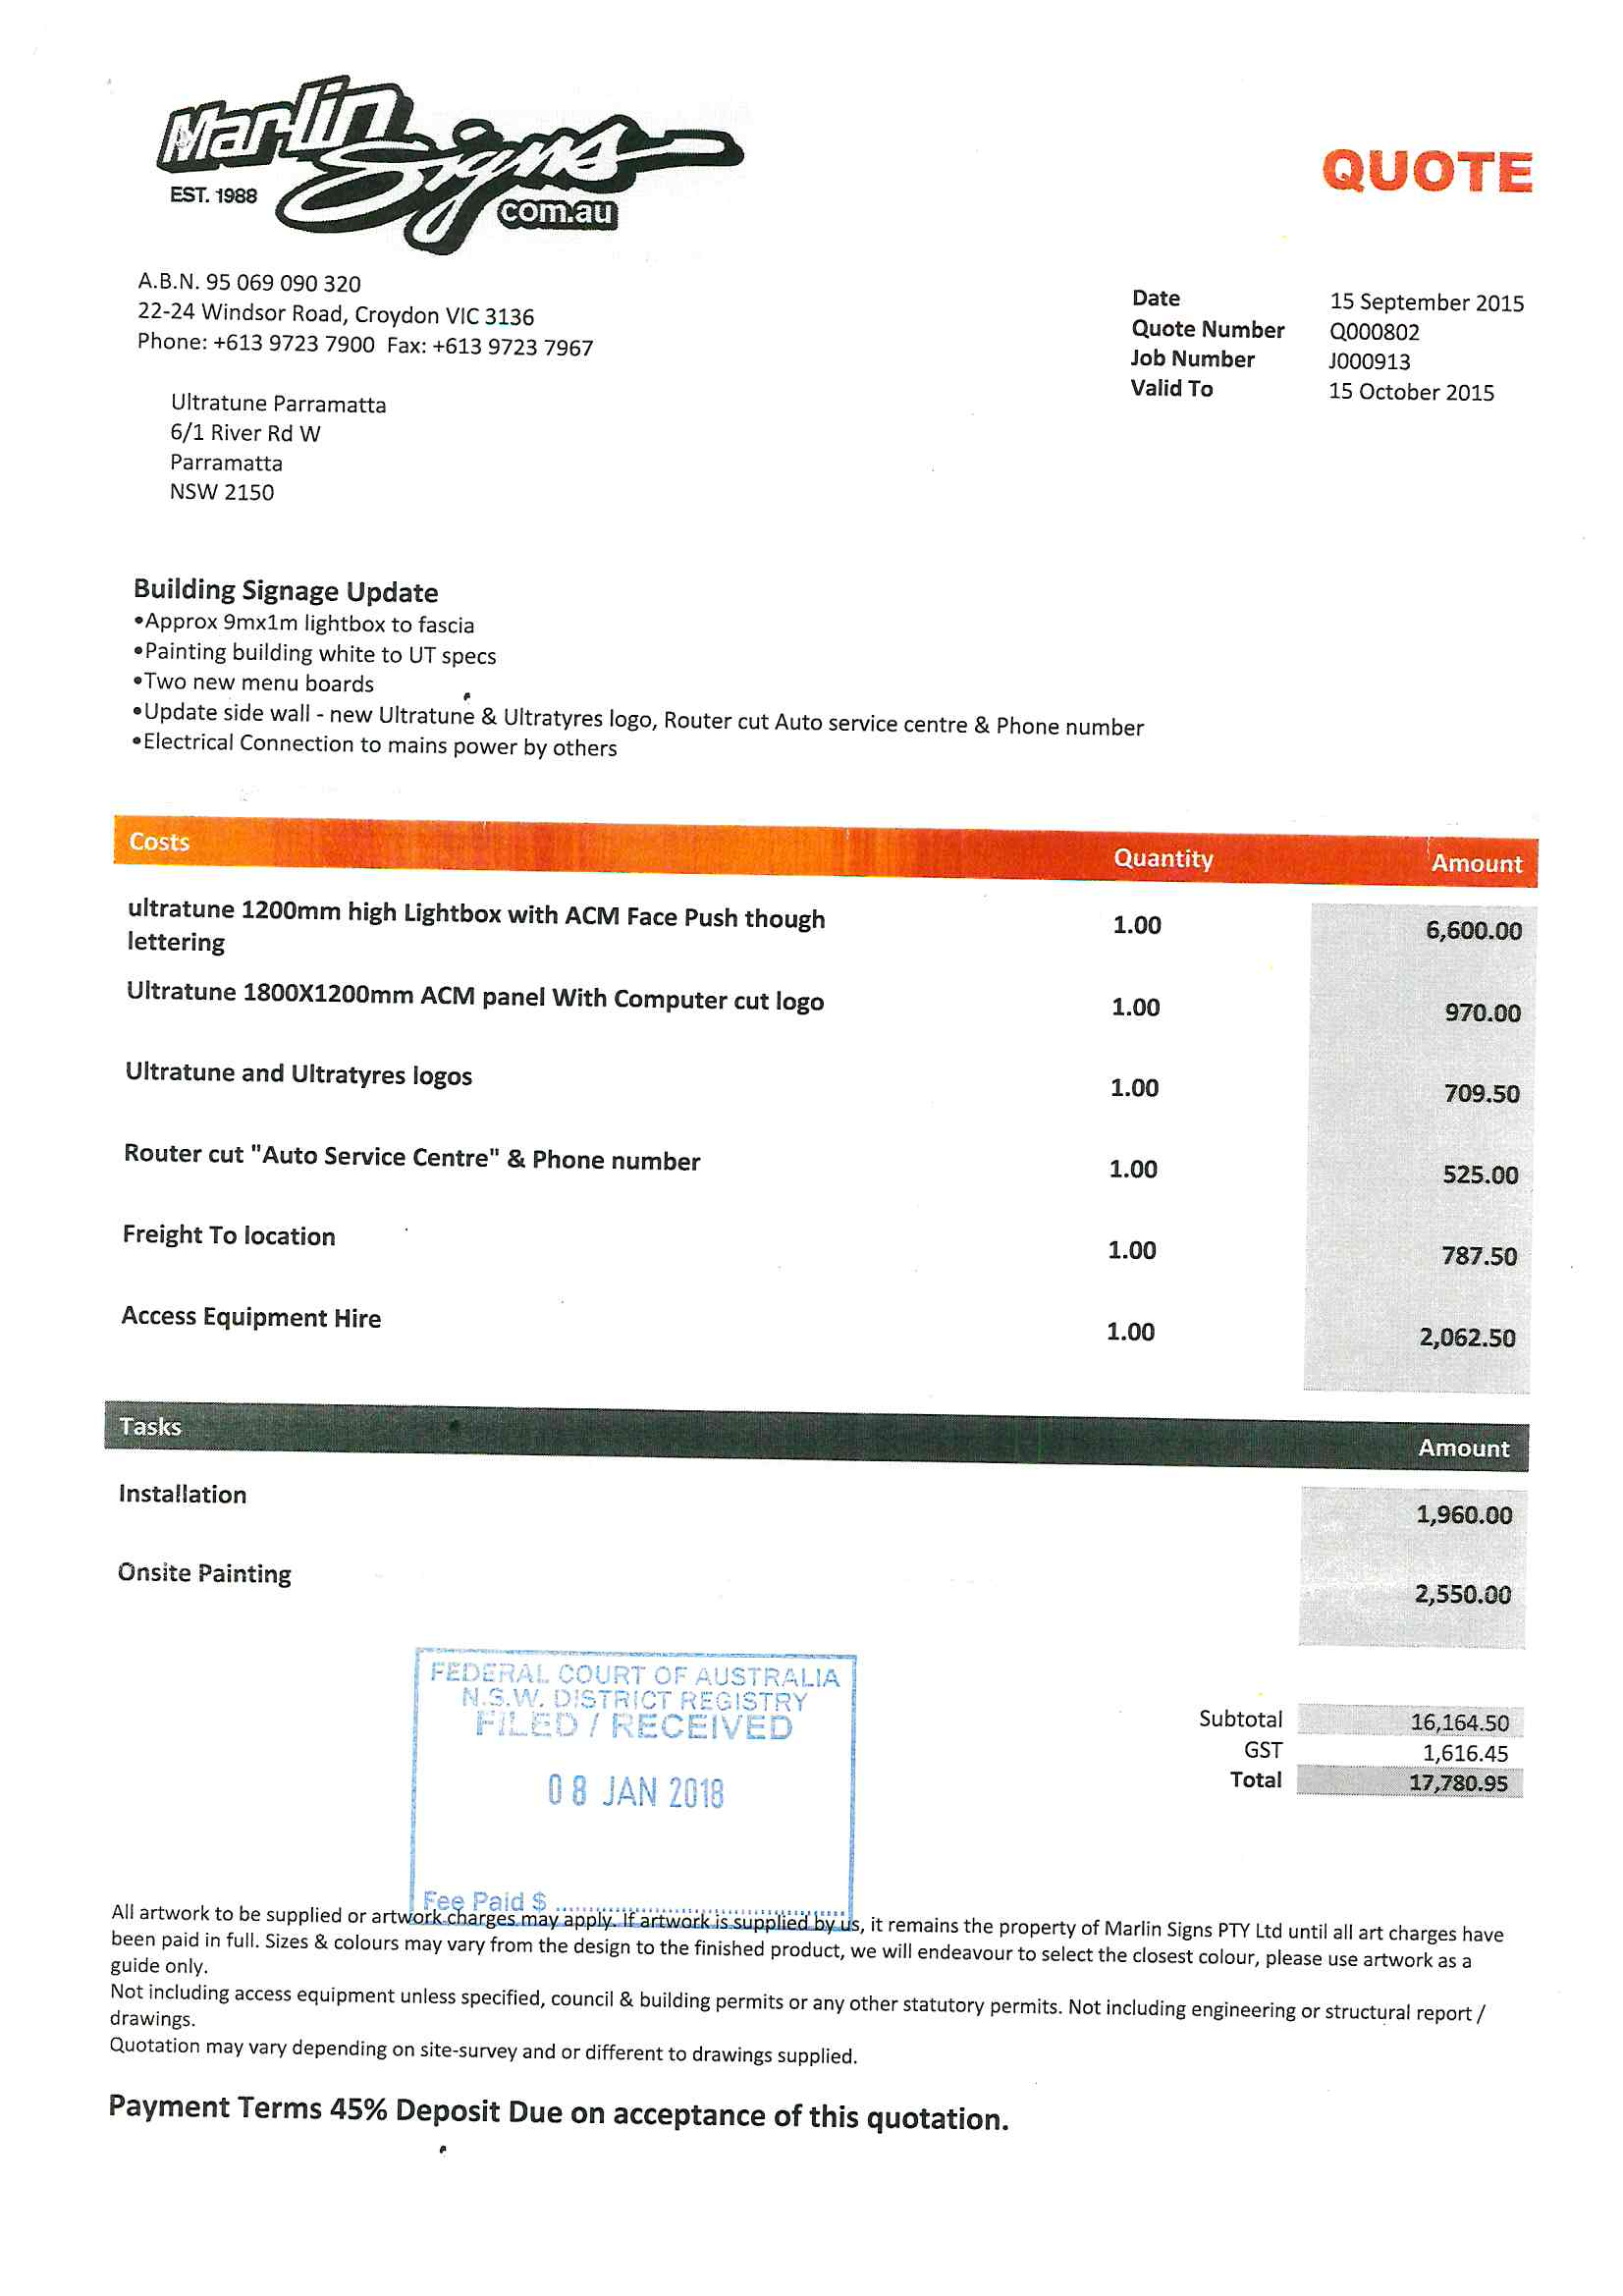 Marlin
Signs
EST. 1988
com.au
QUOTE
A.B.N. 95 069 090 320
22-24 Windsor Road, Croydon VIC 3136
Phone: +613 9723 7900 Fax: +613 9723 7967
Date 15 September 2015
Quote Number Q000802
Job Number J000913
Valid To 15 October 2015
Ultratune Parramatta
6/1 River Rd W
Parramatta
NSW 2150
Building Signage Update
•Approx 9mx1m lightbox to fascia
•Painting building white to UT specs
•Two new menu boards
•Update side wall - new Ultratune & Ultratyres logo, Router cut Auto service centre & Phone number
•Electrical Connection to mains power by others
Costs Quantity Amount
ultratune 1200mm high Lightbox with ACM Face Push though 1.00 6,600.00
lettering
Ultratune 1800X1200mm ACM panel With Computer cut logo 1.00 970.00
Ultratune and Ultratyres logos 1.00 709.50
Router cut "Auto Service Centre" & Phone number 1.00 525.00
Freight To location 1.00 787.50
Access Equipment Hire 1.00 2,062.50
Tasks Amount
Installation 1,960.00
Onsite Painting 2,550.00
FEDERAL COURT OF AUSTRALIA
N.S.W. DISTRICT REGISTRY
FILED / RECEIVED
08 JAN 2018
Fee Paid $ ........................................
Subtotal 16,164.50
GST 1,616.45
Total 17,780.95
All artwork to be supplied or artwork charges may apply. If artwork is supplied by us, it remains the property of Marlin Signs PTY Ltd until all art charges have
been paid in full. Sizes & colours may vary from the design to the finished product, we will endeavour to select the closest colour, please use artwork as a
guide only.
Not including access equipment unless specified, council & building permits or any other statutory permits. Not including engineering or structural report /
drawings.
Quotation may vary depending on site-survey and or different to drawings supplied.
Payment Terms 45% Deposit Due on acceptance of this quotation.